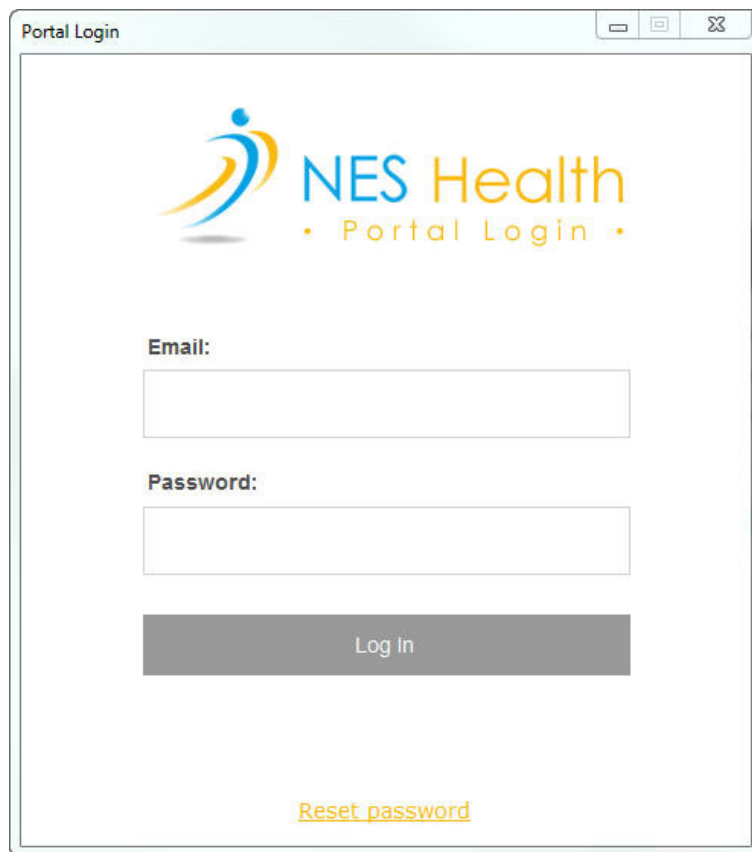 Portal Login
NES Health
• Portal Login •
Email:
Password:
Log In
Reset password